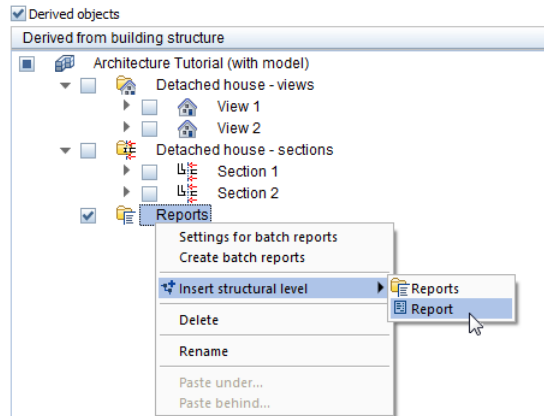 Derived objects
Derived from building structure
Architecture Tutorial (with model)
Detached house - views
View 1
View 2
Detached house - sections
Section 1
Section 2
Reports
Settings for batch reports
Create batch reports
Insert structural level
Reports
Report
Delete
Rename
Paste under...
Paste behind...